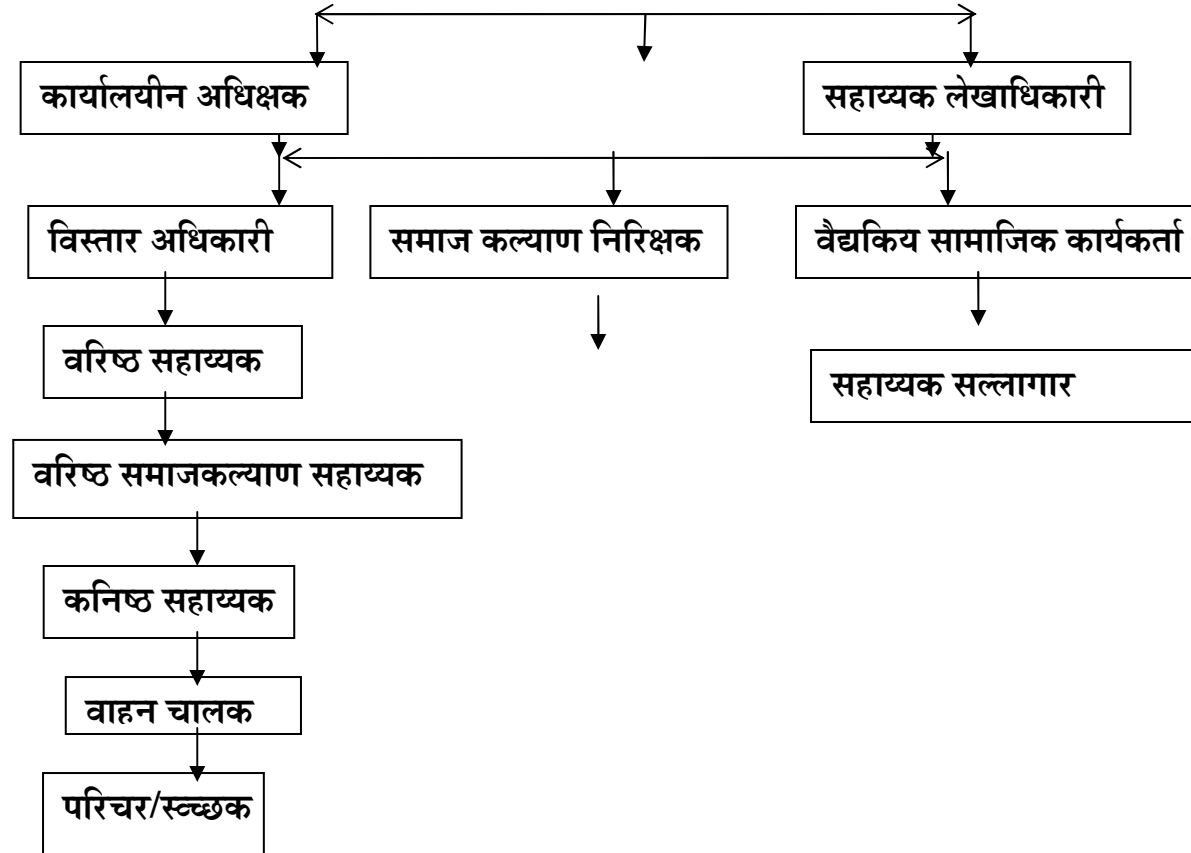 कार्यालयीन अधिक्षक
सहाय्यक लेखाधिकारी
विस्तार अधिकारी
समाज कल्याण निरिक्षक
वैद्यकिय सामाजिक कार्यकर्ता
वरिष्ठ सहाय्यक
सहाय्यक सल्लागार
वरिष्ठ समाजकल्याण सहाय्यक
कनिष्ठ सहाय्यक
वाहन चालक
परिचर/स्व्च्छक